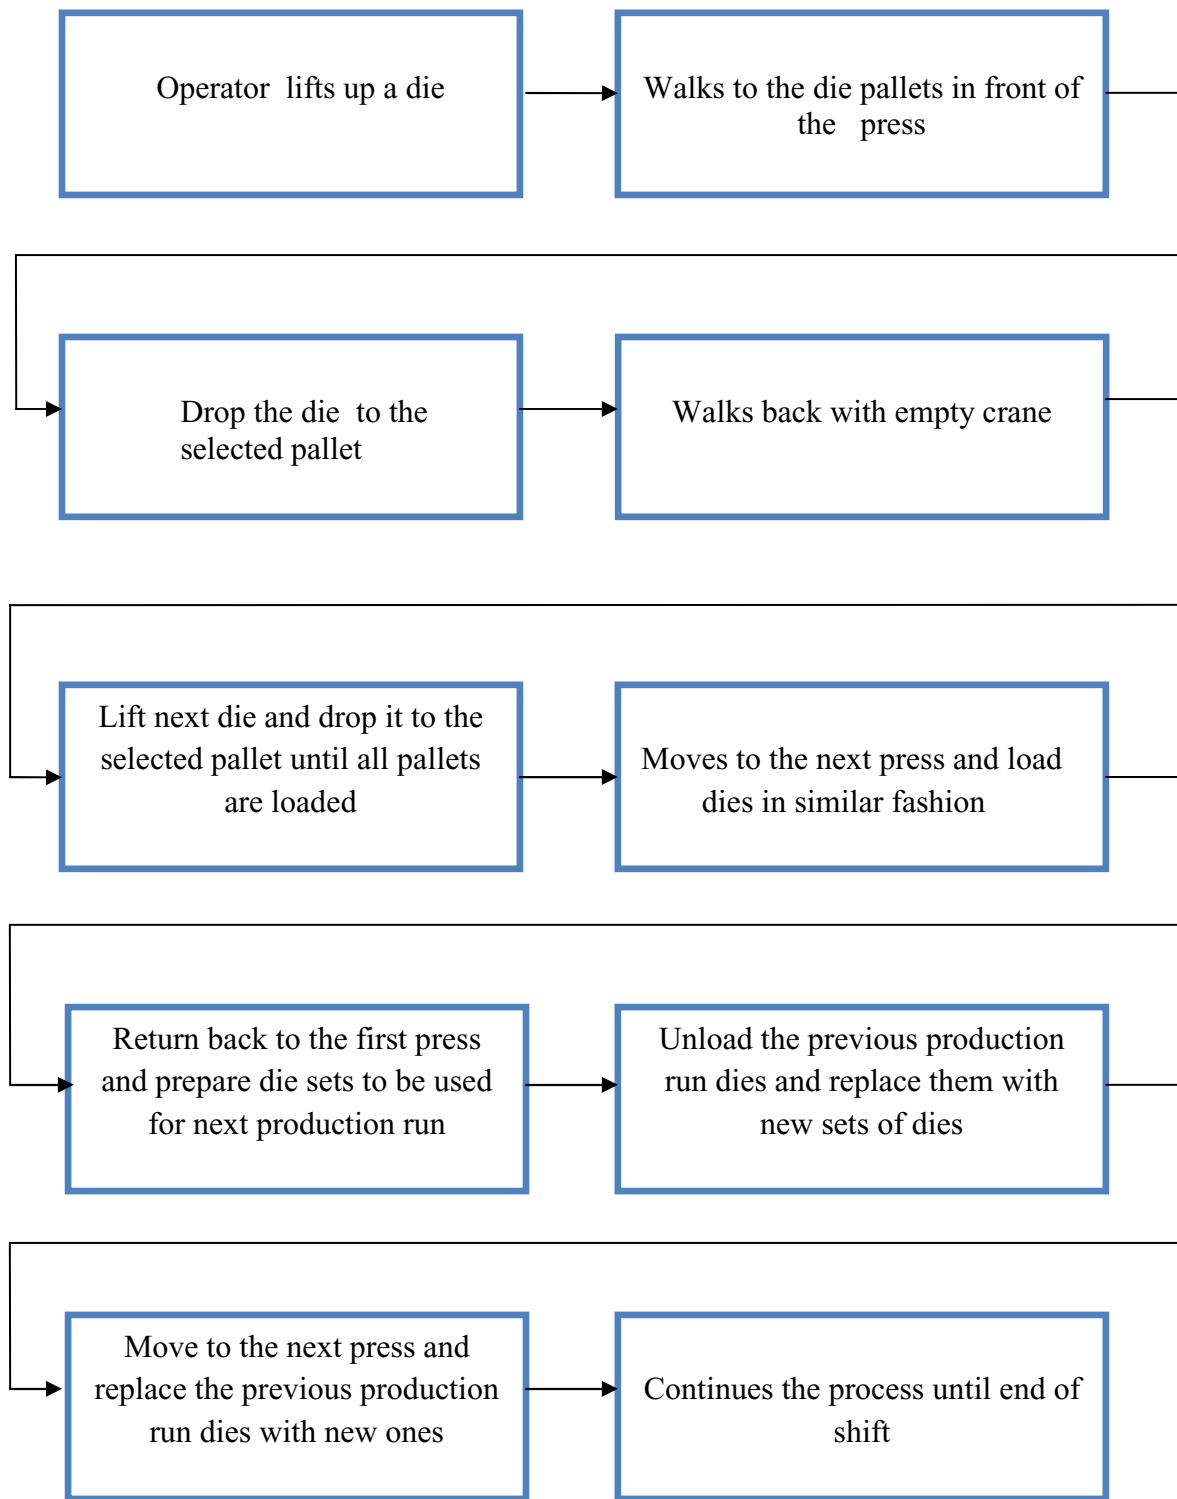 Operator  lifts up a die
Walks to the die pallets in front of
the   press
Drop the die  to the
selected pallet
Walks back with empty crane
Lift next die and drop it to the
selected pallet until all pallets
are loaded
Moves to the next press and load
dies in similar fashion
Return back to the first press
and prepare die sets to be used
for next production run
Unload the previous production
run dies and replace them with
new sets of dies
Move to the next press and
replace the previous production
run dies with new ones
Continues the process until end of
shift